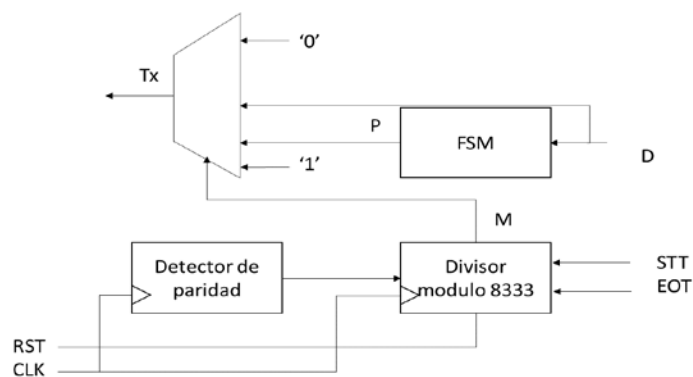 '0'
Tx
P
FSM
D
'1'
M
Detector de
paridad
Divisor
modulo 8333
STT
EOT
RST
CLK